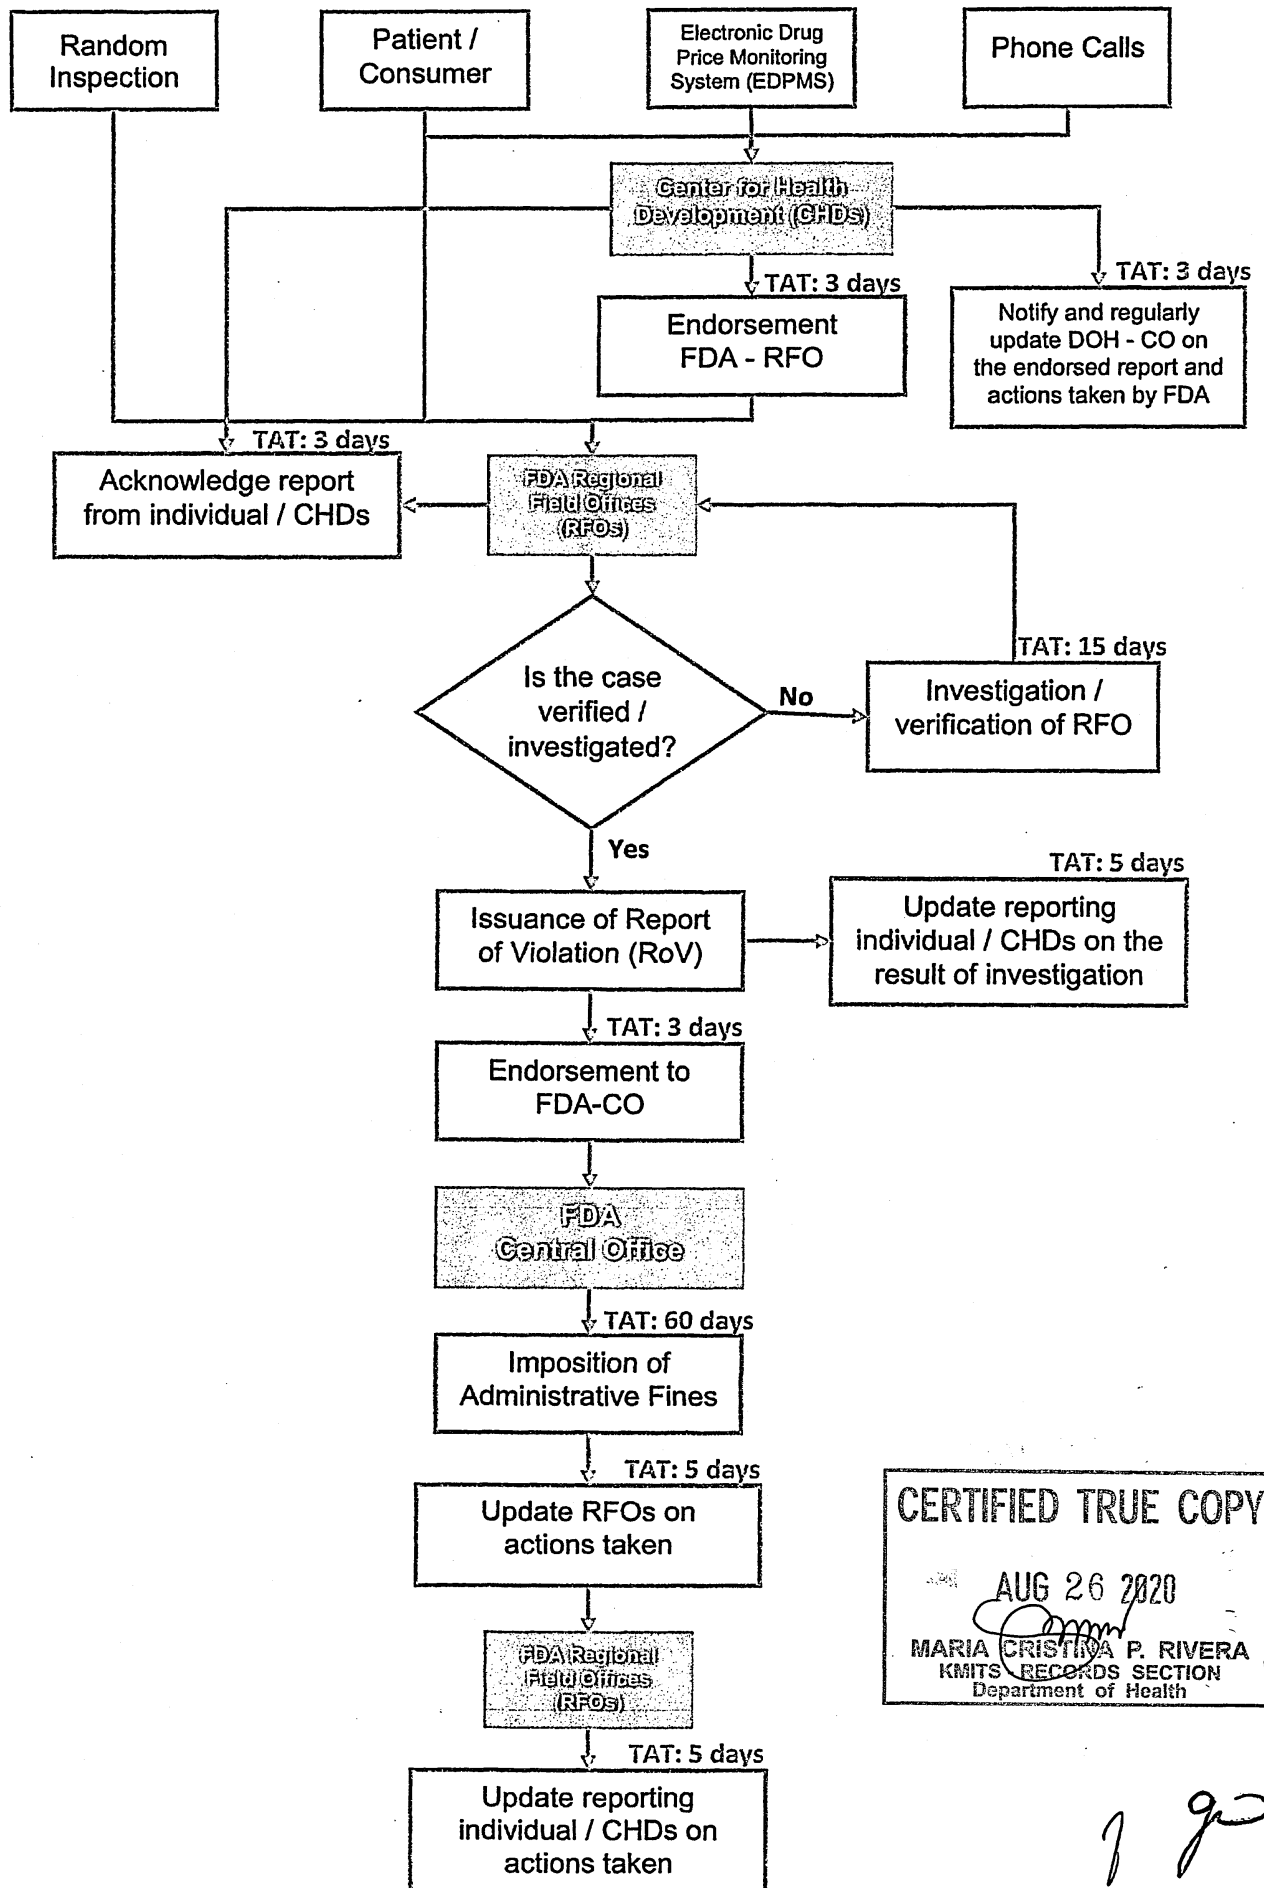 Random
Inspection
Patient /
Consumer
Electronic Drug
Price Monitoring
System (EDPMS)
Phone Calls
Center for Health
Development (CHDs)
TAT: 3 days
TAT: 3 days
Endorsement
FDA - RFO
Notify and regularly
update DOH - CO on
the endorsed report and
actions taken by FDA
TAT: 3 days
Acknowledge report
from individual / CHDs
FDA Regional
Field Offices
(RFOs)
Is the case
verified /
investigated?
No
TAT: 15 days
Investigation /
verification of RFO
Yes
TAT: 5 days
Issuance of Report
of Violation (RoV)
Update reporting
individual / CHDs on the
result of investigation
TAT: 3 days
Endorsement to
FDA-CO
FDA
Central Office
TAT: 60 days
Imposition of
Administrative Fines
TAT: 5 days
Update RFOs on
actions taken
FDA Regional
Field Offices
(RFOs)
TAT: 5 days
Update reporting
individual / CHDs on
actions taken
CERTIFIED TRUE COPY
AUG 26 2020
MARIA CRISTINA P. RIVERA
KMITS RECORDS SECTION
Department of Health